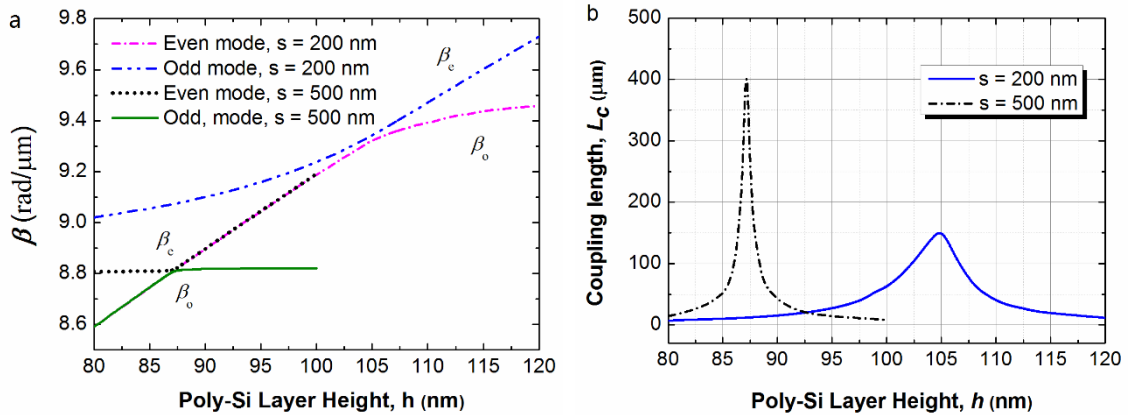 a
Even mode, s = 200 nm
Odd mode, s = 200 nm
Even mode, s = 500 nm
Odd, mode, s = 500 nm
βe
βo
βe
βo
9.8
9.6
9.4
9.2
9.0
8.8
8.6
β (rad/μm)
80 85 90 95 100 105 110 115 120
Poly-Si Layer Height, h (nm)
b
s = 200 nm
s = 500 nm
500
400
300
200
150
100
50
0
Coupling length, Lc (μm)
80 85 90 95 100 105 110 115 120
Poly-Si Layer Height, h (nm)